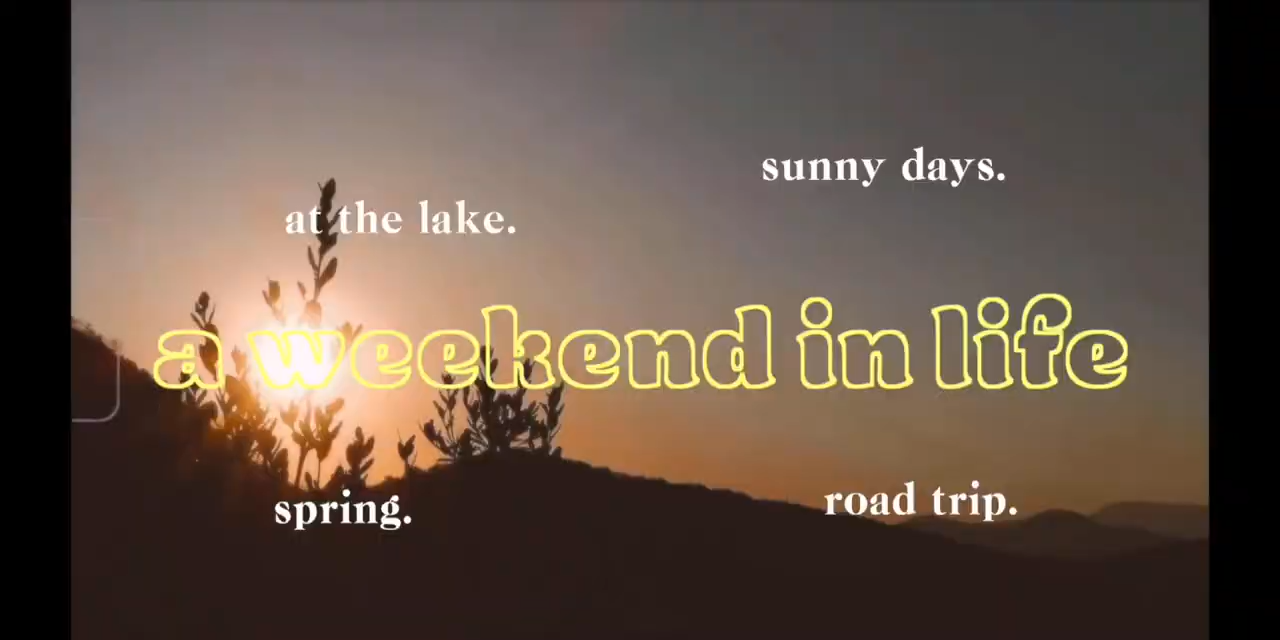 sunny days.
at the lake.
a weekend in life
spring.
road trip.